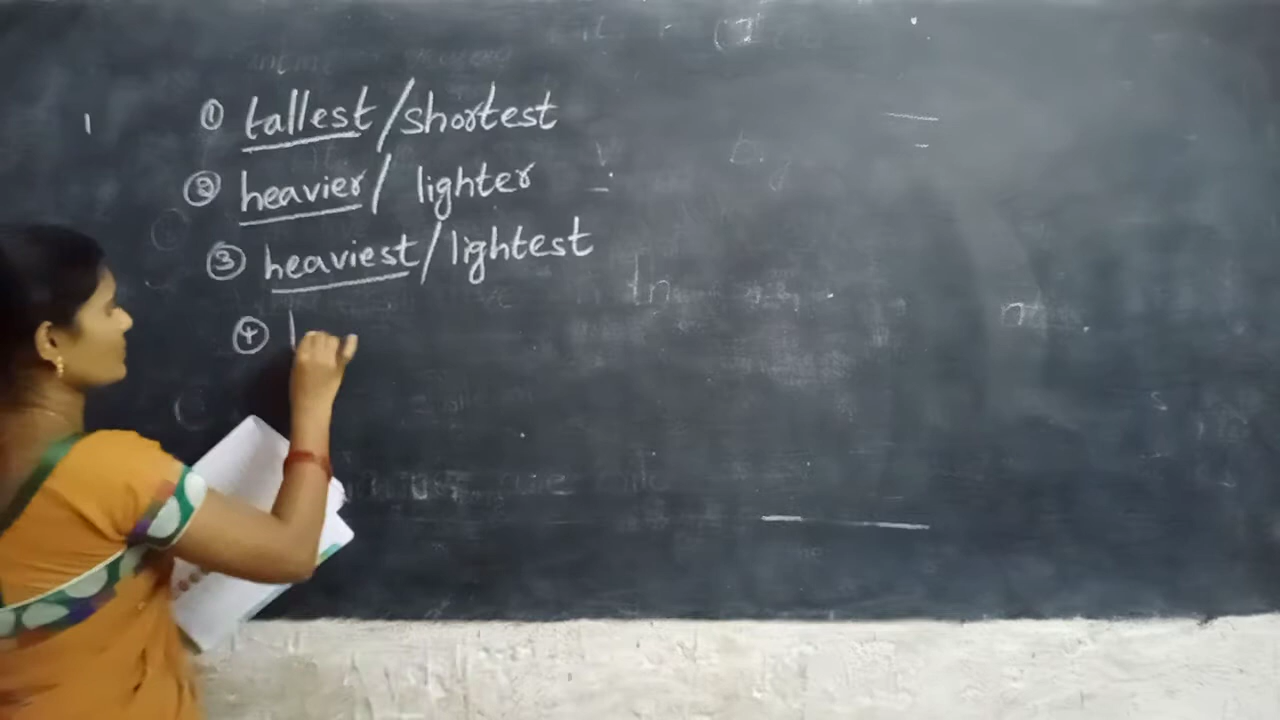 ① tallest/shortest
② heavier/ lighter
③ heaviest/lightest
④